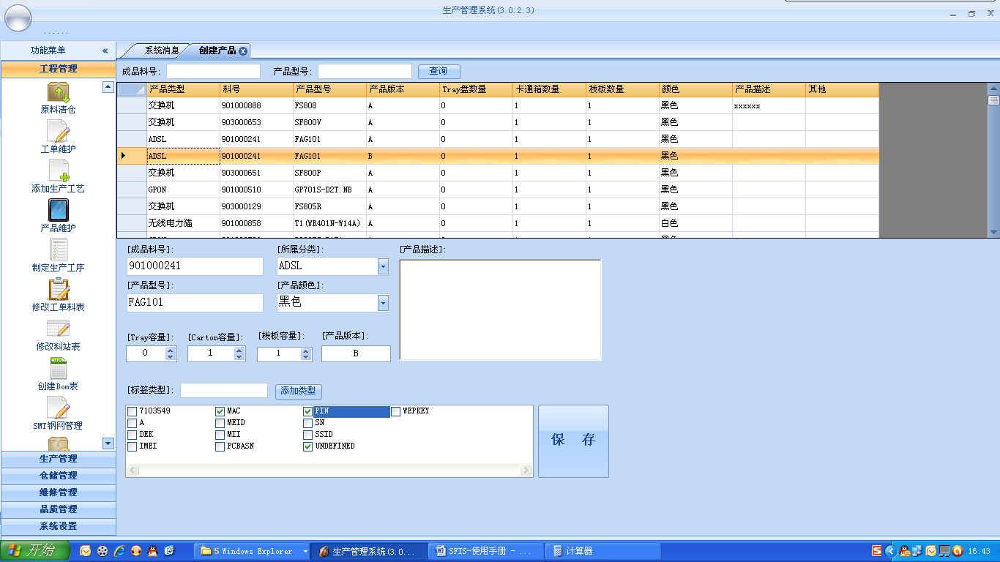 生产管理系统(3.0.2.3)
......
功能菜单 «
系统消息 创建产品
工程管理
成品料号: 产品型号: 查询
产品类型 料号 产品型号 产品版本 Tray盘数量 卡通箱数量 栈板数量 颜色 产品描述 其他
交换机 901000888 FS808 A 0 1 1 黑色 xxxxxx
交换机 903000653 SF800V A 0 1 1 黑色
ADSL 901000241 FAG101 A 0 1 1 黑色
ADSL 901000241 FAG101 B 0 1 1 黑色
交换机 903000651 SF800P A 0 1 1 黑色
GPON 901000510 GP701S-D2T.NB A 0 1 1 黑色
交换机 903000129 FS805R A 0 1 1 黑色
无线电力猫 901000858 T1(WR401N-W14A) A 0 1 1 白色
原料清仓
工单维护
添加生产工艺
产品维护
制定生产工序
修改工单料表
修改料站表
AUTO
创建Bom表
SMT钢网管理
生产管理
仓储管理
维修管理
品质管理
系统设置
[成品料号]: [所属分类]: [产品描述]:
901000241 ADSL
[产品型号]: [产品颜色]:
FAG101 黑色
[Tray容量]: [Carton容量]: [栈板容量]: [产品版本]:
0 1 1 B
[标签类型]: 添加类型
7103549 MAC PIN WEPKEY
A MEID SN
DEK MII SSID
IMEI PCBASN UNDEFINED
保 存
开始 5 Windows Explorer 生产管理系统(3.0... SFIS-使用手册 - ... 计算器 16:43